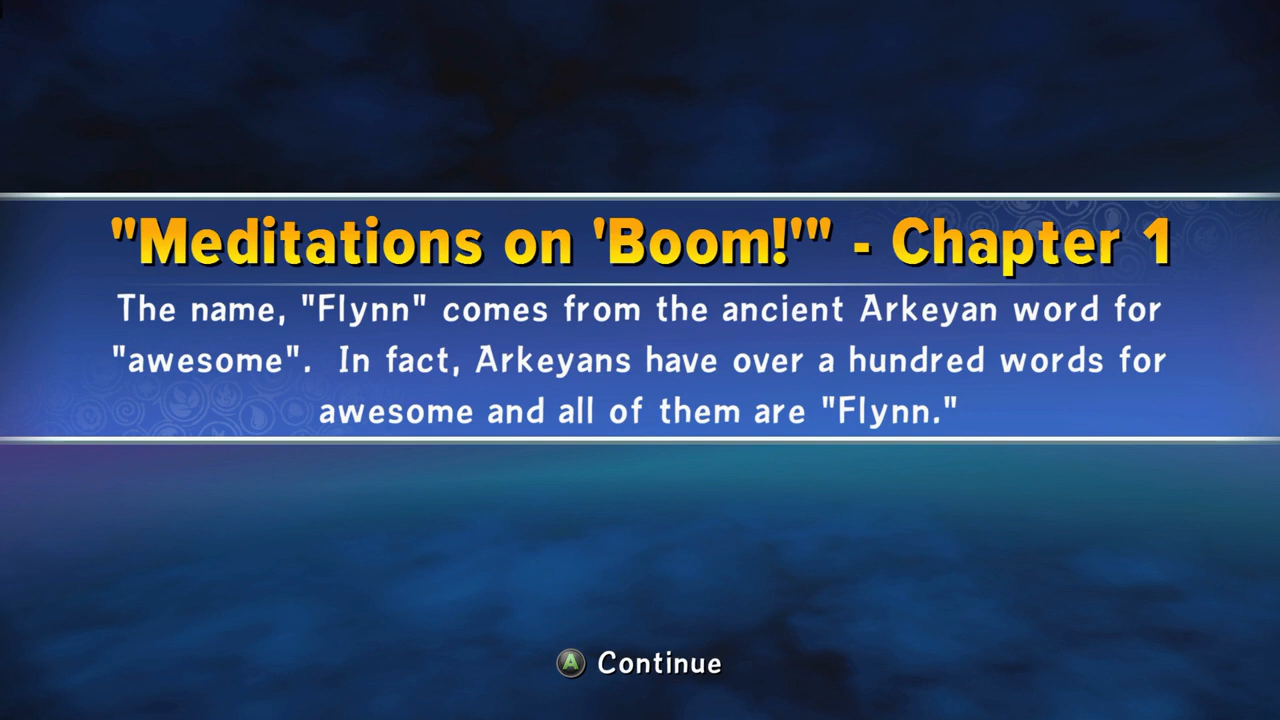 "Meditations on 'Boom!'" - Chapter 1
The name, "Flynn" comes from the ancient Arkeyan word for
"awesome".  In fact, Arkeyans have over a hundred words for
awesome and all of them are "Flynn."
A Continue